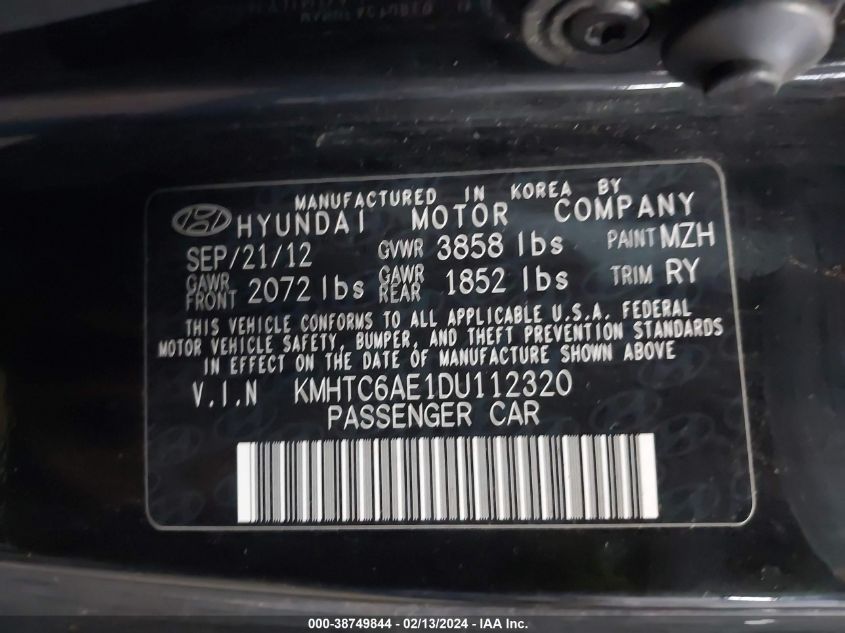 MANUFACTURED IN KOREA BY
HYUNDAI MOTOR COMPANY
SEP/21/12 GVWR 3858 lbs PAINT MZH
GAWR FRONT 2072 lbs GAWR REAR 1852 lbs TRIM RY
THIS VEHICLE CONFORMS TO ALL APPLICABLE U.S.A. FEDERAL
MOTOR VEHICLE SAFETY, BUMPER, AND THEFT PREVENTION STANDARDS
IN EFFECT ON THE DATE OF MANUFACTURE SHOWN ABOVE
V.I.N KMHTC6AE1DU112320
PASSENGER CAR
000-38749844 - 02/13/2024 - IAA Inc.